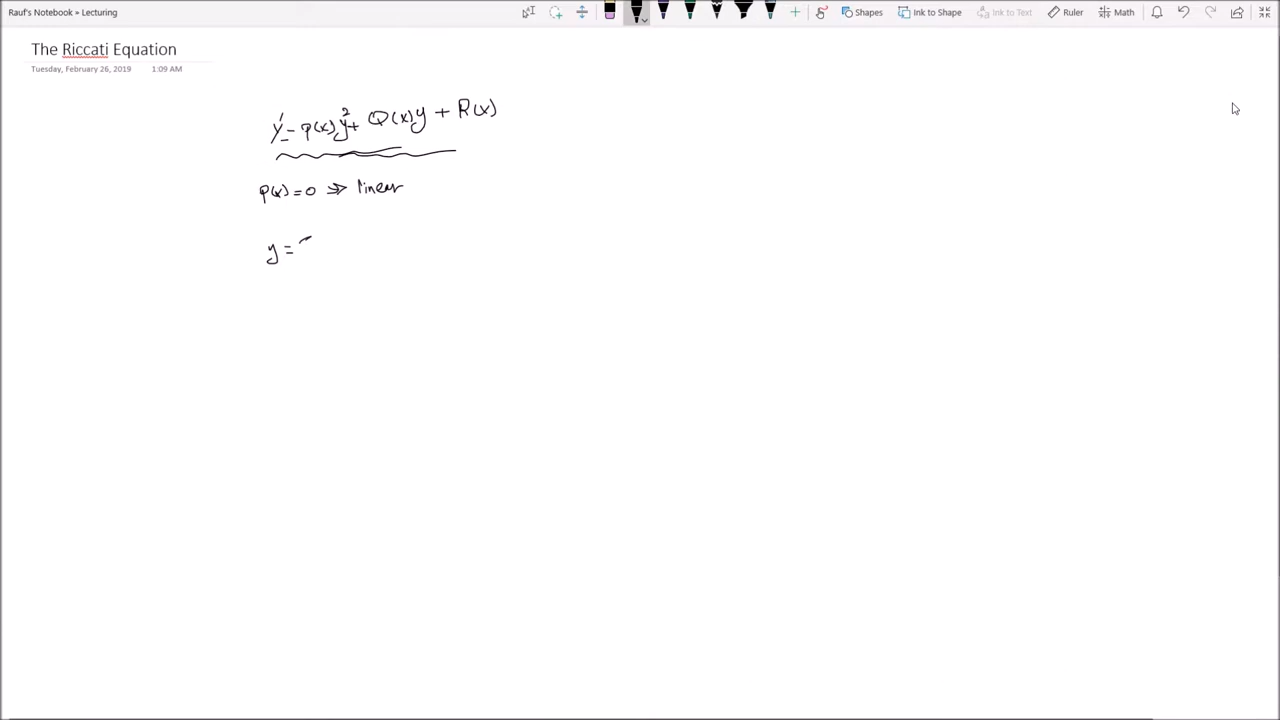 Rauf's Notebook » Lecturing
Shapes Ink to Shape Ink to Text Ruler Math
The Riccati Equation
Tuesday, February 26, 2019 1:09 AM
y' = P(x)y² + Q(x)y + R(x)
P(x) = 0 ⇒ linear
y =